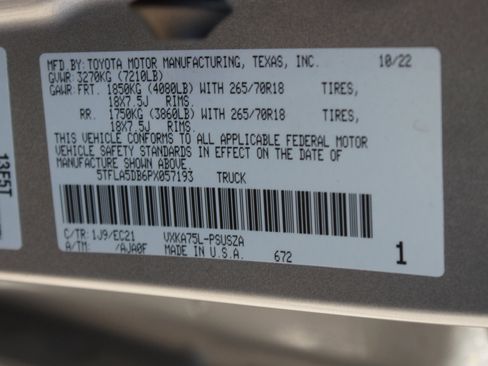 MFD.BY:TOYOTA MOTOR MANUFACTURING, TEXAS, INC. 10/22
GVWR: 3270KG (7210LB)
GAWR: FRT. 1850KG (4080LB) WITH 265/70R18 TIRES,
18X7.5J RIMS.
RR. 1750KG (3860LB) WITH 265/70R18 TIRES,
18X7.5J RIMS.
THIS VEHICLE CONFORMS TO ALL APPLICABLE FEDERAL MOTOR
VEHICLE SAFETY STANDARDS IN EFFECT ON THE DATE OF
MANUFACTURE SHOWN ABOVE.
5TFLA5DB6PX057193 TRUCK
C/TR: 1J9/EC21 VXKA75L-PSUSZA
A/TM: /AJA0F MADE IN U.S.A. 672 1
13F5T